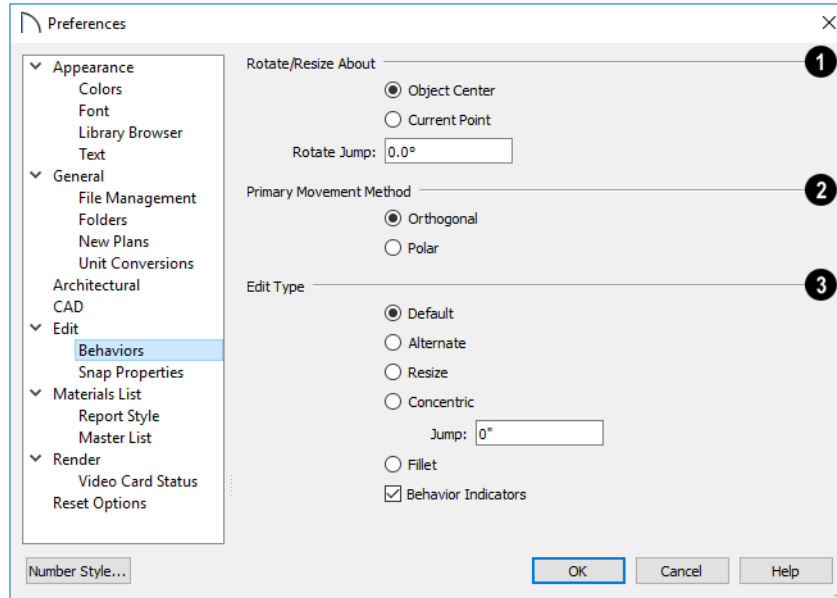 Preferences
Appearance
Colors
Font
Library Browser
Text
General
File Management
Folders
New Plans
Unit Conversions
Architectural
CAD
Edit
Behaviors
Snap Properties
Materials List
Report Style
Master List
Render
Video Card Status
Reset Options
Rotate/Resize About
1
Object Center
Current Point
Rotate Jump: 0.0°
Primary Movement Method
2
Orthogonal
Polar
Edit Type
3
Default
Alternate
Resize
Concentric
Jump: 0"
Fillet
Behavior Indicators
Number Style...
OK
Cancel
Help